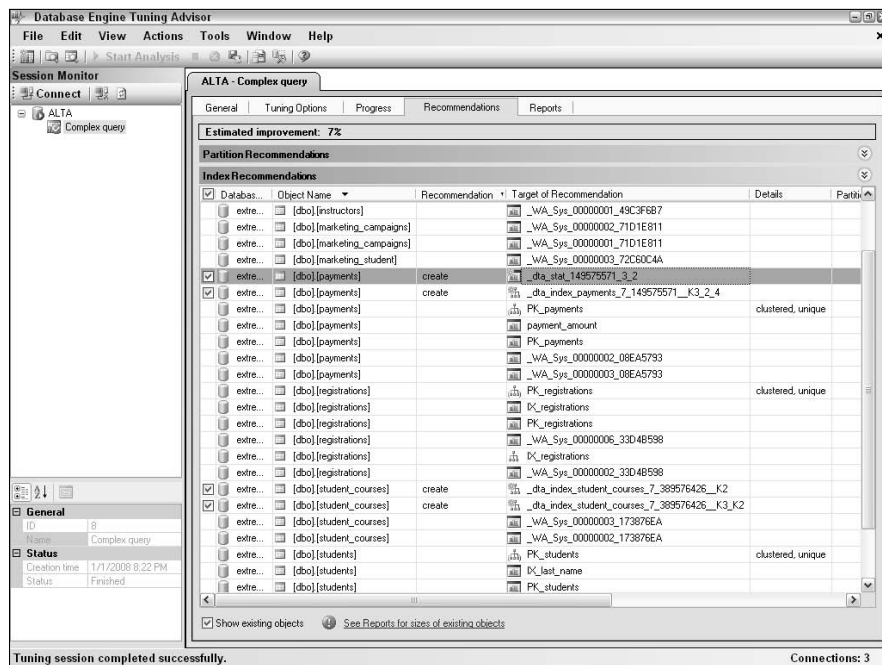 Database Engine Tuning Advisor
File Edit View Actions Tools Window Help
Start Analysis
Session Monitor
Connect
ALTA
Complex query
General
ID 8
Name Complex query
Status
Creation time 1/1/2008 8:22 PM
Status Finished
ALTA - Complex query
General Tuning Options Progress Recommendations Reports
Estimated improvement: 7%
Partition Recommendations
Index Recommendations
Databas... Object Name Recommendation Target of Recommendation Details Partitic
extre... [dbo].[instructors] _WA_Sys_00000001_49C3F6B7
extre... [dbo].[marketing_campaigns] _WA_Sys_00000002_71D1E811
extre... [dbo].[marketing_campaigns] _WA_Sys_00000001_71D1E811
extre... [dbo].[marketing_student] _WA_Sys_00000003_72C60C4A
extre... [dbo].[payments] create _dta_stat_149575571_3_2
extre... [dbo].[payments] create _dta_index_payments_7_149575571__K3_2_4
extre... [dbo].[payments] PK_payments clustered, unique
extre... [dbo].[payments] payment_amount
extre... [dbo].[payments] PK_payments
extre... [dbo].[payments] _WA_Sys_00000002_08EA5793
extre... [dbo].[payments] _WA_Sys_00000003_08EA5793
extre... [dbo].[registrations] PK_registrations clustered, unique
extre... [dbo].[registrations] IX_registrations
extre... [dbo].[registrations] PK_registrations
extre... [dbo].[registrations] _WA_Sys_00000006_33D4B598
extre... [dbo].[registrations] IX_registrations
extre... [dbo].[registrations] _WA_Sys_00000002_33D4B598
extre... [dbo].[student_courses] create _dta_index_student_courses_7_389576426__K2
extre... [dbo].[student_courses] create _dta_index_student_courses_7_389576426__K3_K2
extre... [dbo].[student_courses] _WA_Sys_00000003_173876EA
extre... [dbo].[student_courses] _WA_Sys_00000002_173876EA
extre... [dbo].[students] PK_students clustered, unique
extre... [dbo].[students] IX_last_name
extre... [dbo].[students] PK_students
Show existing objects See Reports for sizes of existing objects
Tuning session completed successfully. Connections: 3